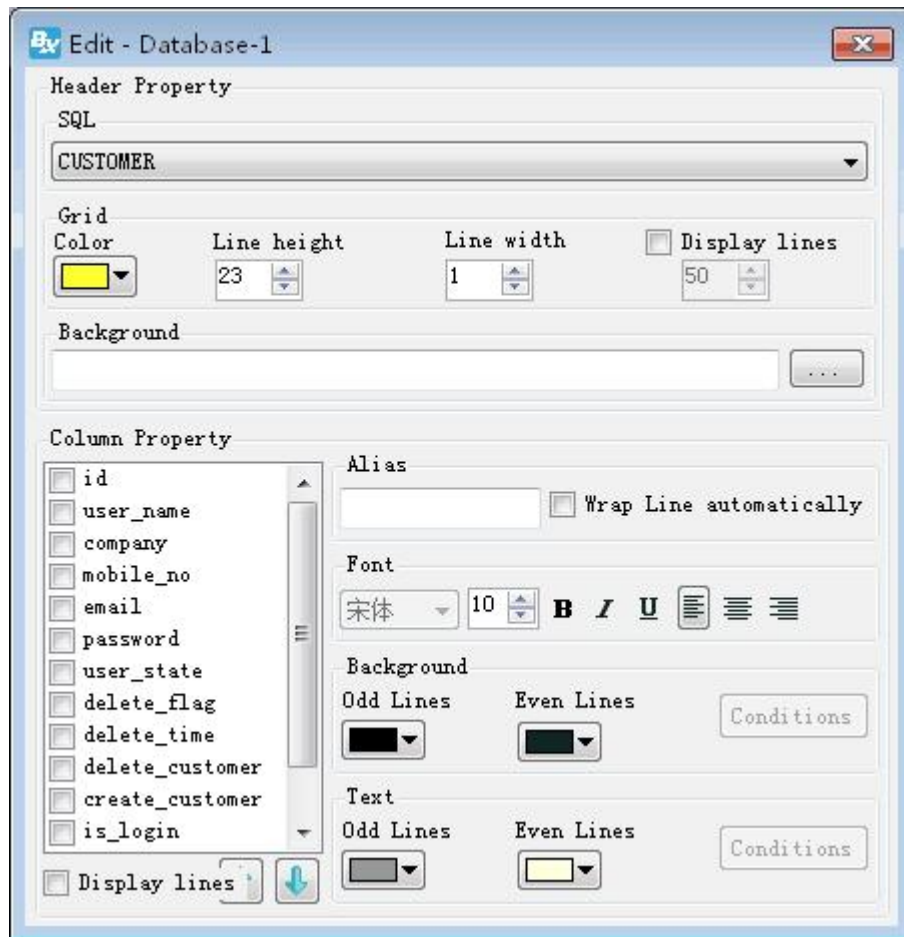 BX Edit - Database-1
Header Property
SQL
CUSTOMER
Grid
Color Line height Line width Display lines
23 1 50
Background
...
Column Property
id
user_name
company
mobile_no
email
password
user_state
delete_flag
delete_time
delete_customer
create_customer
is_login
Display lines
Alias
Wrap Line automatically
Font
宋体 10 B I U
Background
Odd Lines Even Lines
Conditions
Text
Odd Lines Even Lines
Conditions